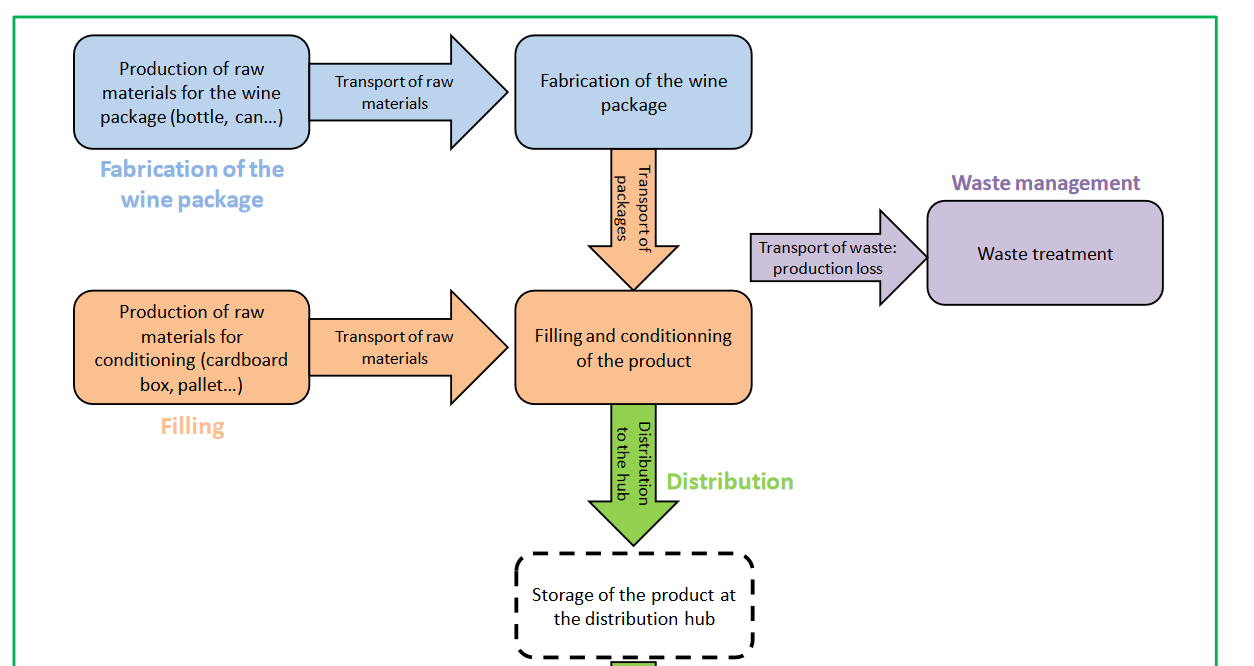 Production of raw
materials for the wine
package (bottle, can...)
Transport of raw
materials
Fabrication of the wine
package
Fabrication of the
wine package
Transport of
packages
Waste management
Transport of waste:
production loss
Waste treatment
Production of raw
materials for
conditioning (cardboard
box, pallet...)
Transport of raw
materials
Filling and conditionning
of the product
Filling
Distribution
to the hub
Distribution
Storage of the product at
the distribution hub